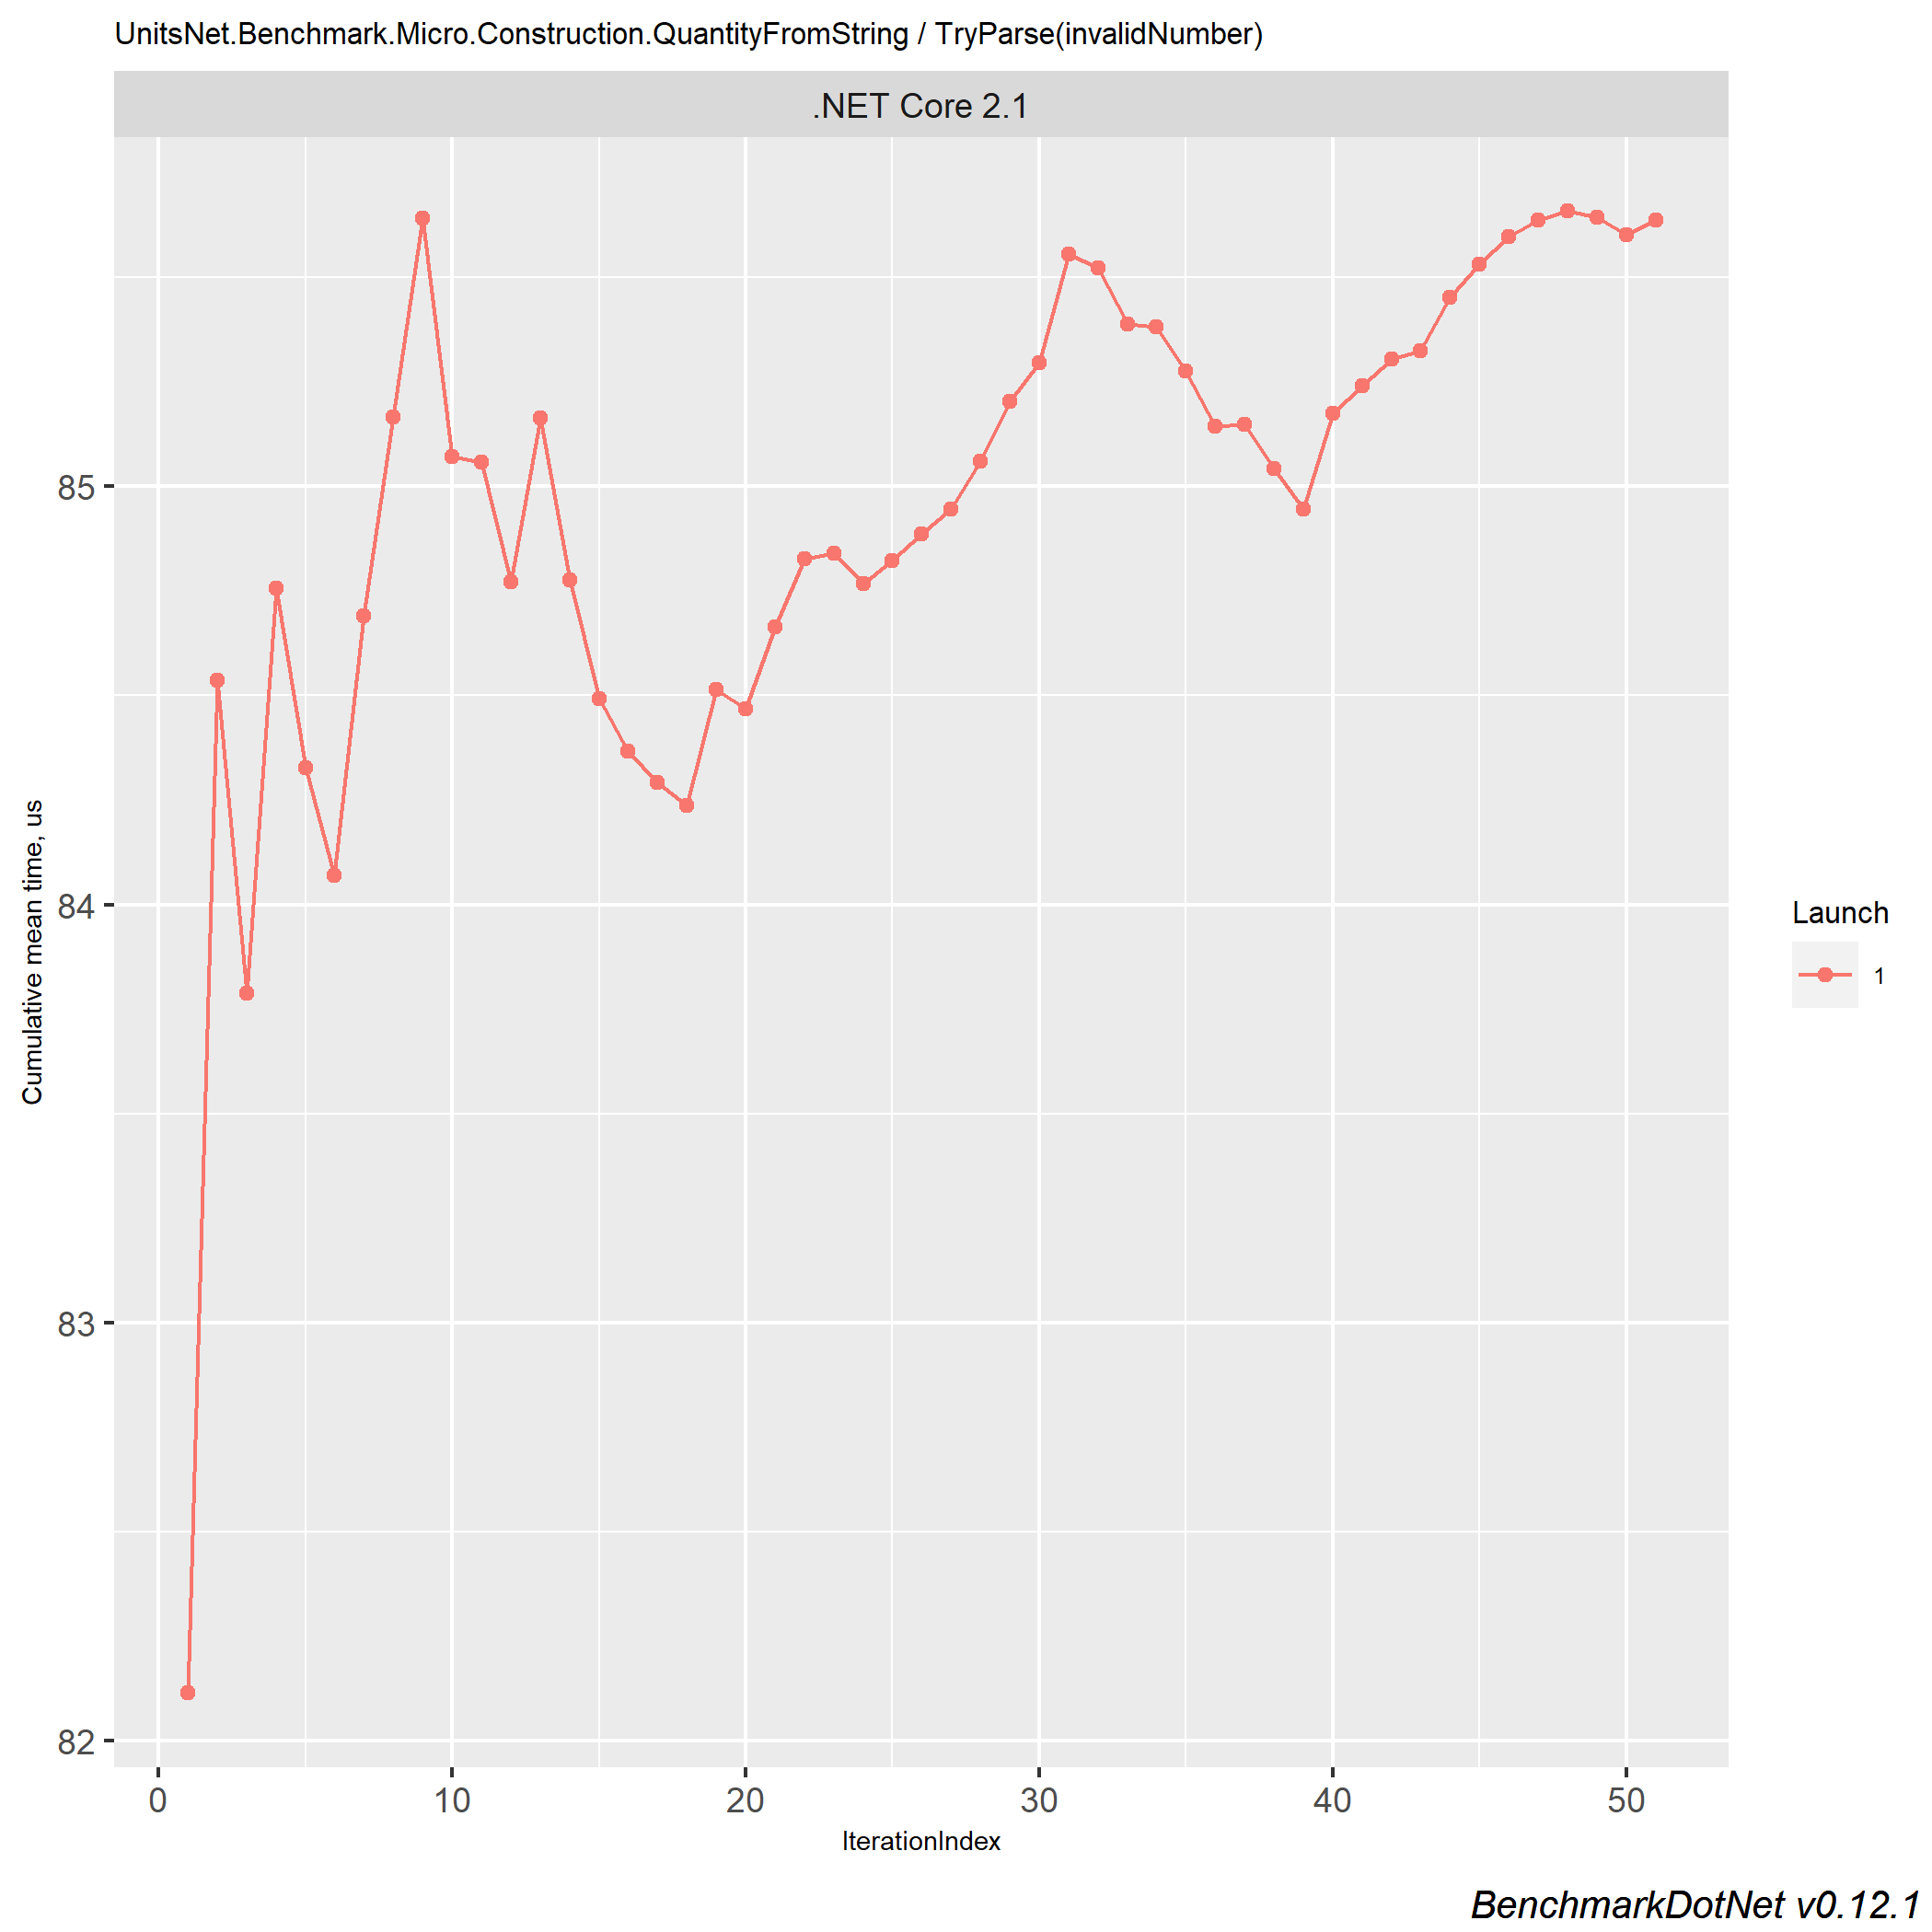 UnitsNet.Benchmark.Micro.Construction.QuantityFromString / TryParse(invalidNumber)
.NET Core 2.1
Cumulative mean time, us
85
84
83
82
0 10 20 30 40 50
IterationIndex
Launch
1
BenchmarkDotNet v0.12.1